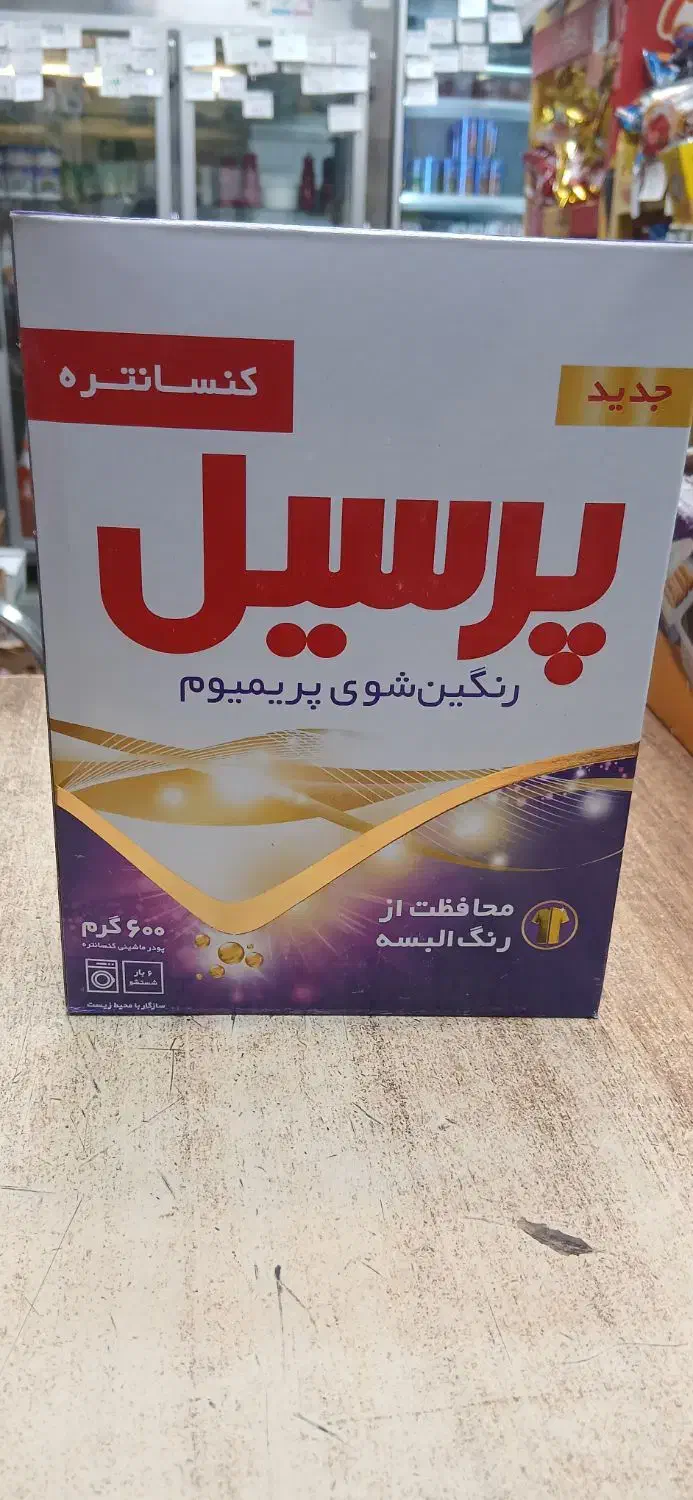 جدید
کنسانتره
پرسیل
رنگین‌شوی پریمیوم
محافظت از
رنگ البسه
۶۰۰ گرم
پودر ماشینی کنسانتره
۶ بار
شستشو
سازگار با محیط زیست